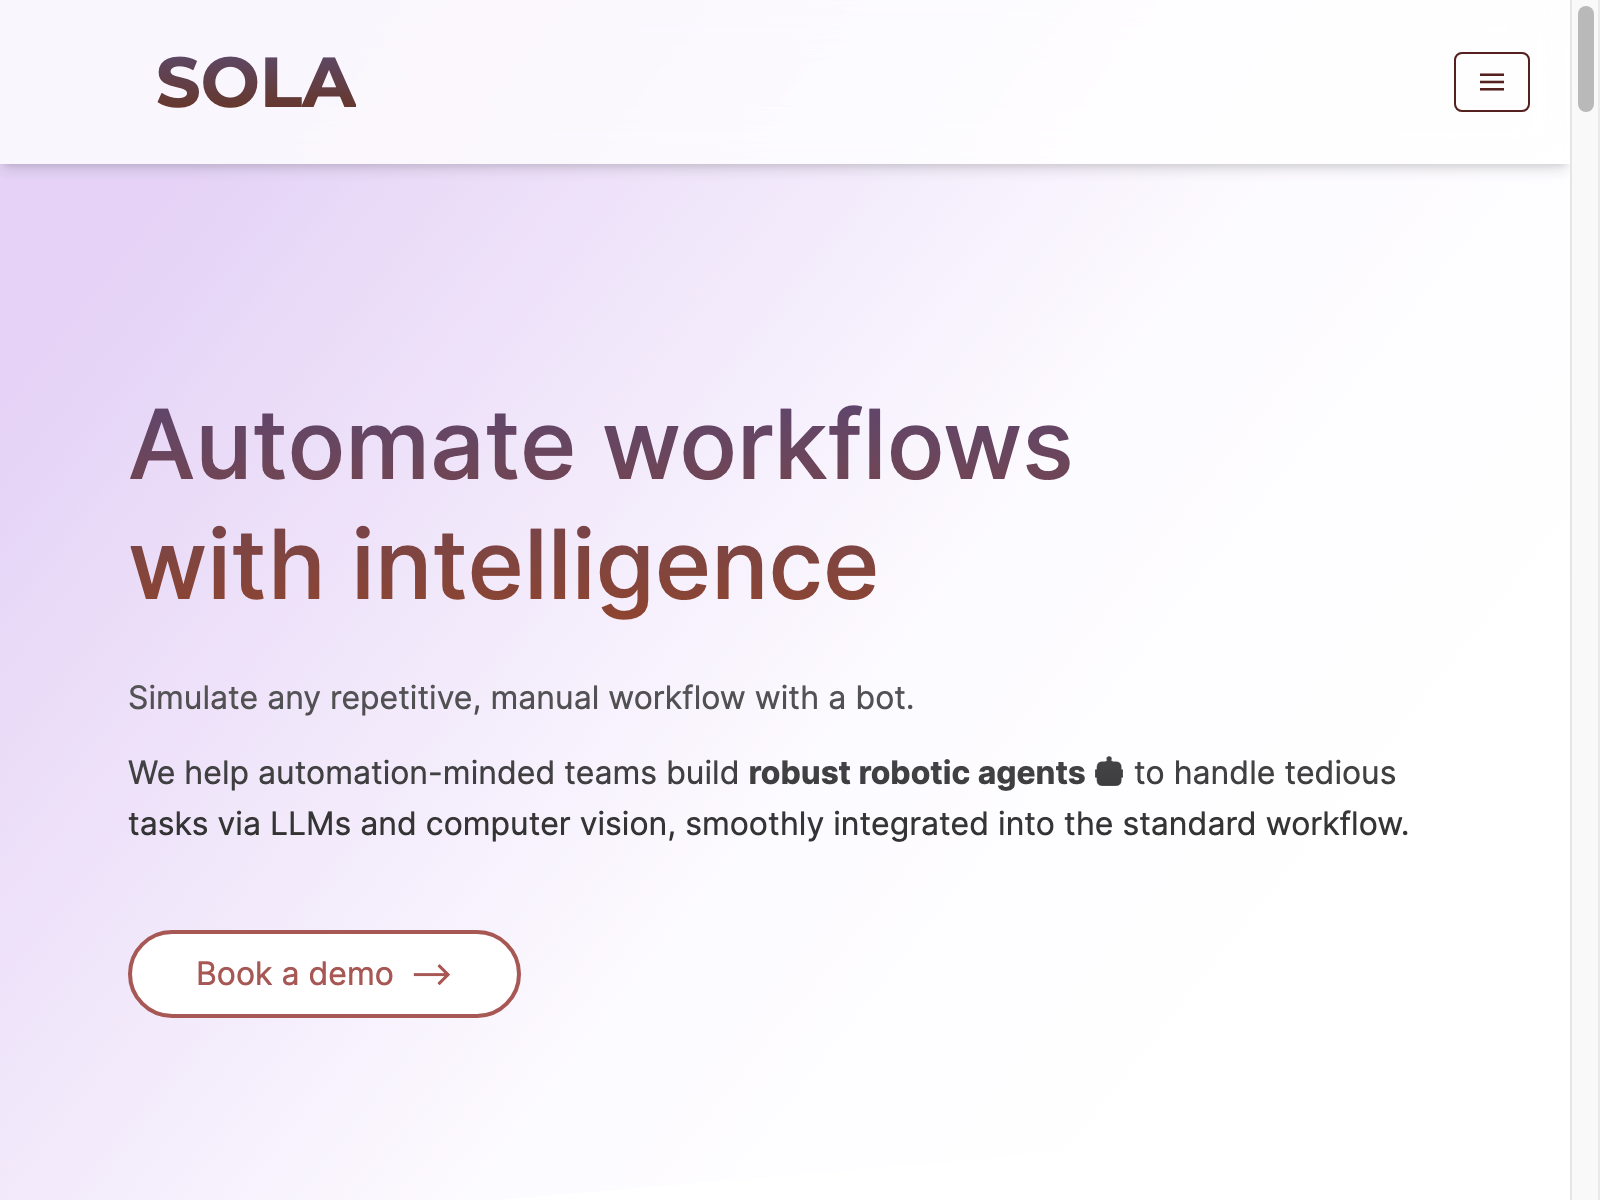 SOLA
Automate workflows
with intelligence
Simulate any repetitive, manual workflow with a bot.
We help automation-minded teams build robust robotic agents to handle tedious
tasks via LLMs and computer vision, smoothly integrated into the standard workflow.
Book a demo →